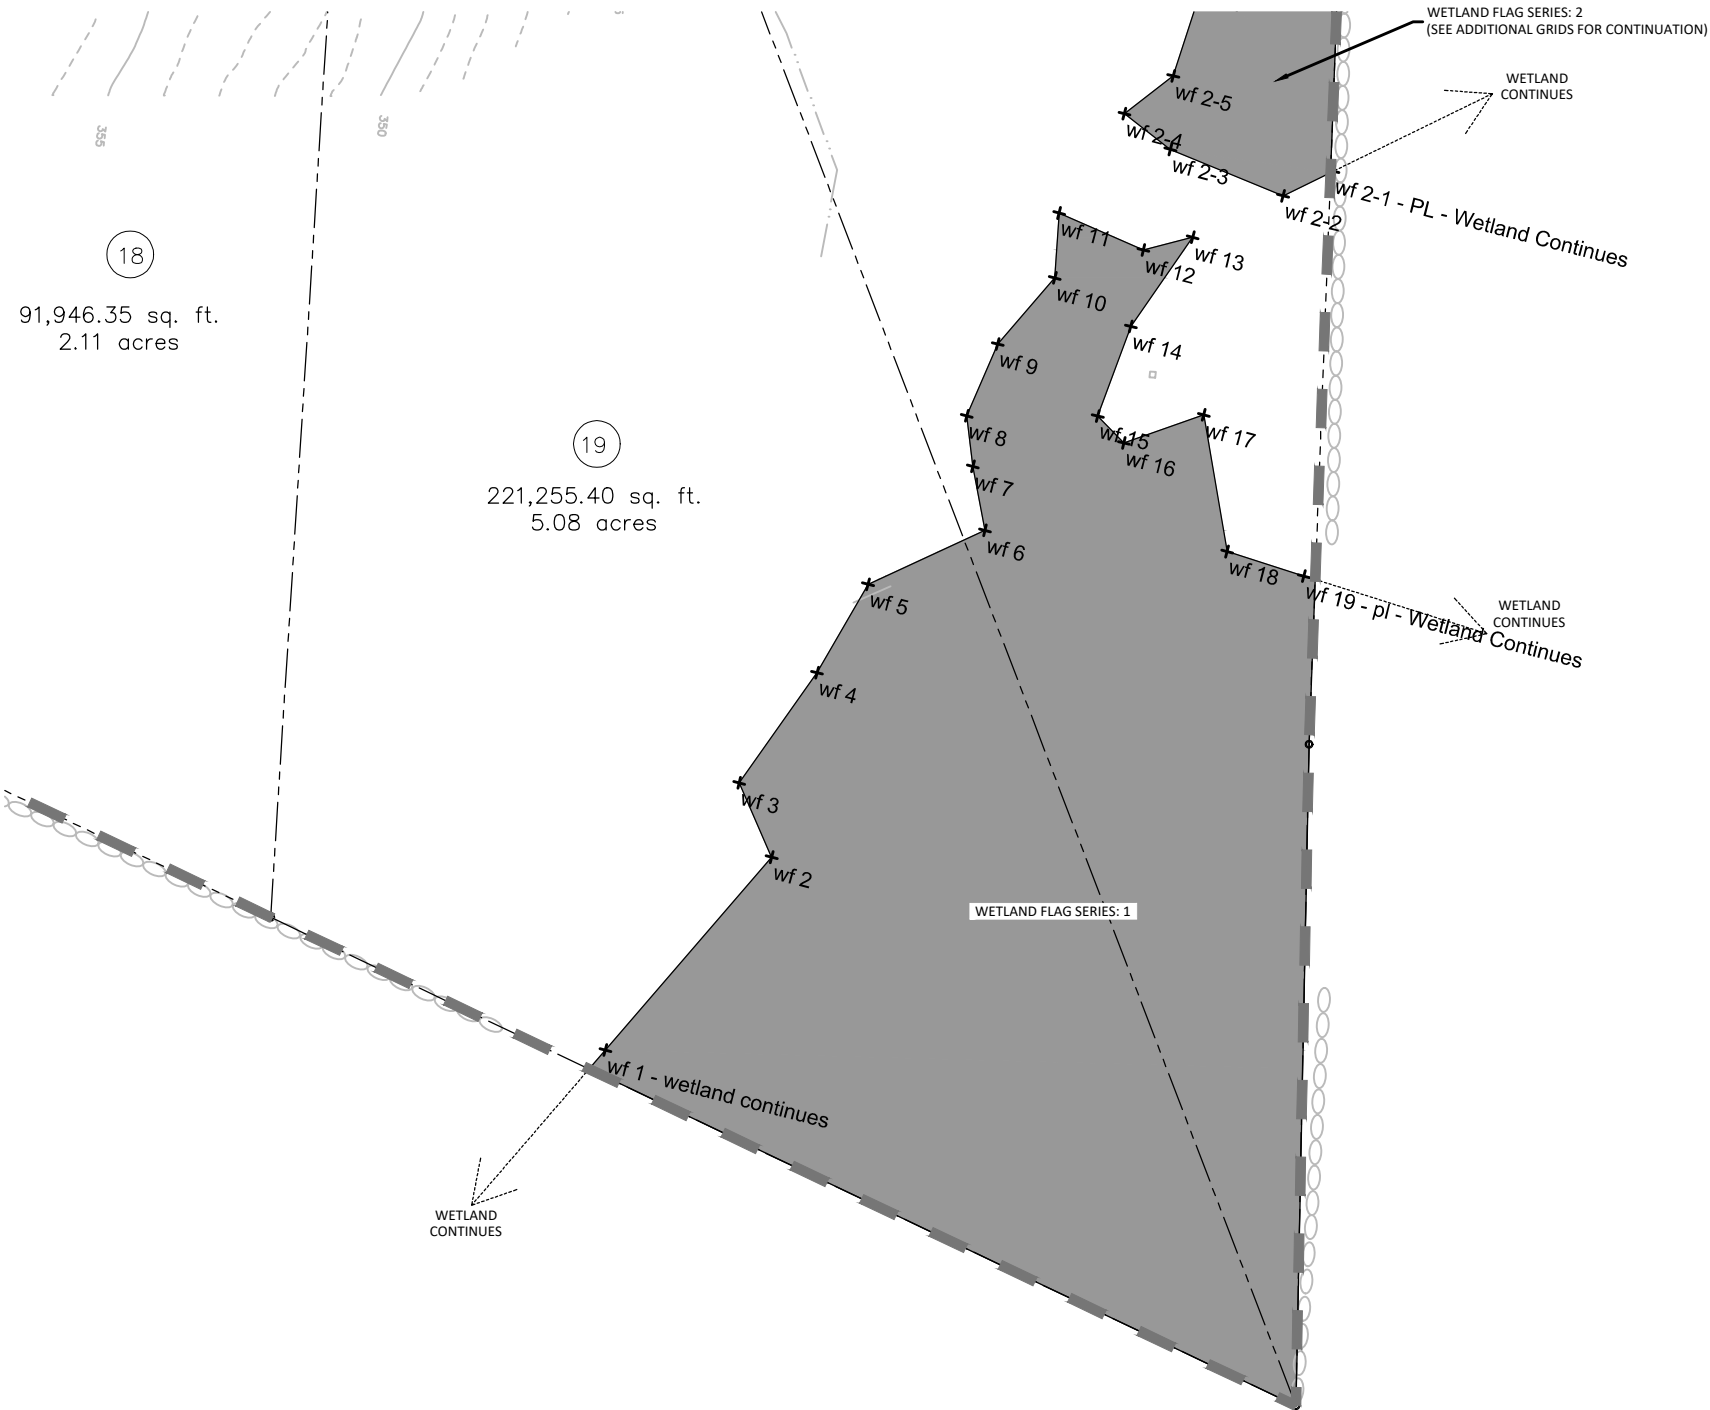 WETLAND FLAG SERIES: 2
(SEE ADDITIONAL GRIDS FOR CONTINUATION)
WETLAND
CONTINUES
wf 2-5
wf 2-4
wf 2-3
wf 2-2
wf 2-1 - PL - Wetland Continues
355
350
18
91,946.35 sq. ft.
2.11 acres
wf 11
wf 12
wf 13
wf 10
wf 14
wf 9
wf 8
wf 15
wf 16
wf 17
wf 7
19
221,255.40 sq. ft.
5.08 acres
wf 6
wf 18
wf 19 - pl - Wetland Continues
WETLAND
CONTINUES
wf 5
wf 4
wf 3
wf 2
WETLAND FLAG SERIES: 1
wf 1 - wetland continues
WETLAND
CONTINUES